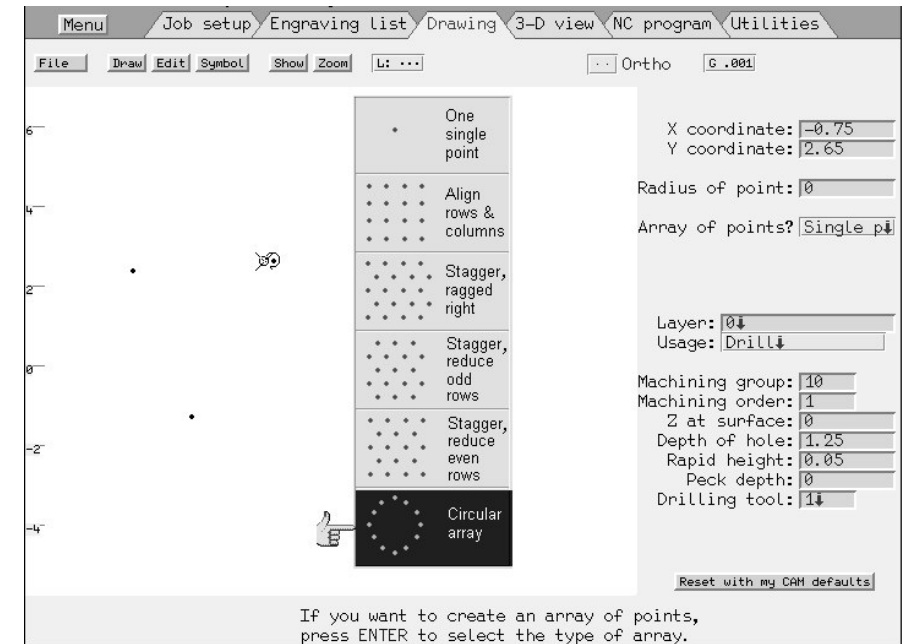 Menu Job setup Engraving list Drawing 3-D view NC program Utilities
File Draw Edit Symbol Show Zoom L: ··· ·· Ortho G .001
6
4
2
0
-2
-4
One
single
point
Align
rows &
columns
Stagger,
ragged
right
Stagger,
reduce
odd
rows
Stagger,
reduce
even
rows
Circular
array
X coordinate: -0.75
Y coordinate: 2.65
Radius of point: 0
Array of points? Single p↓
Layer: 0↓
Usage: Drill↓
Machining group: 10
Machining order: 1
Z at surface: 0
Depth of hole: 1.25
Rapid height: 0.05
Peck depth: 0
Drilling tool: 1↓
Reset with my CAM defaults
If you want to create an array of points,
press ENTER to select the type of array.